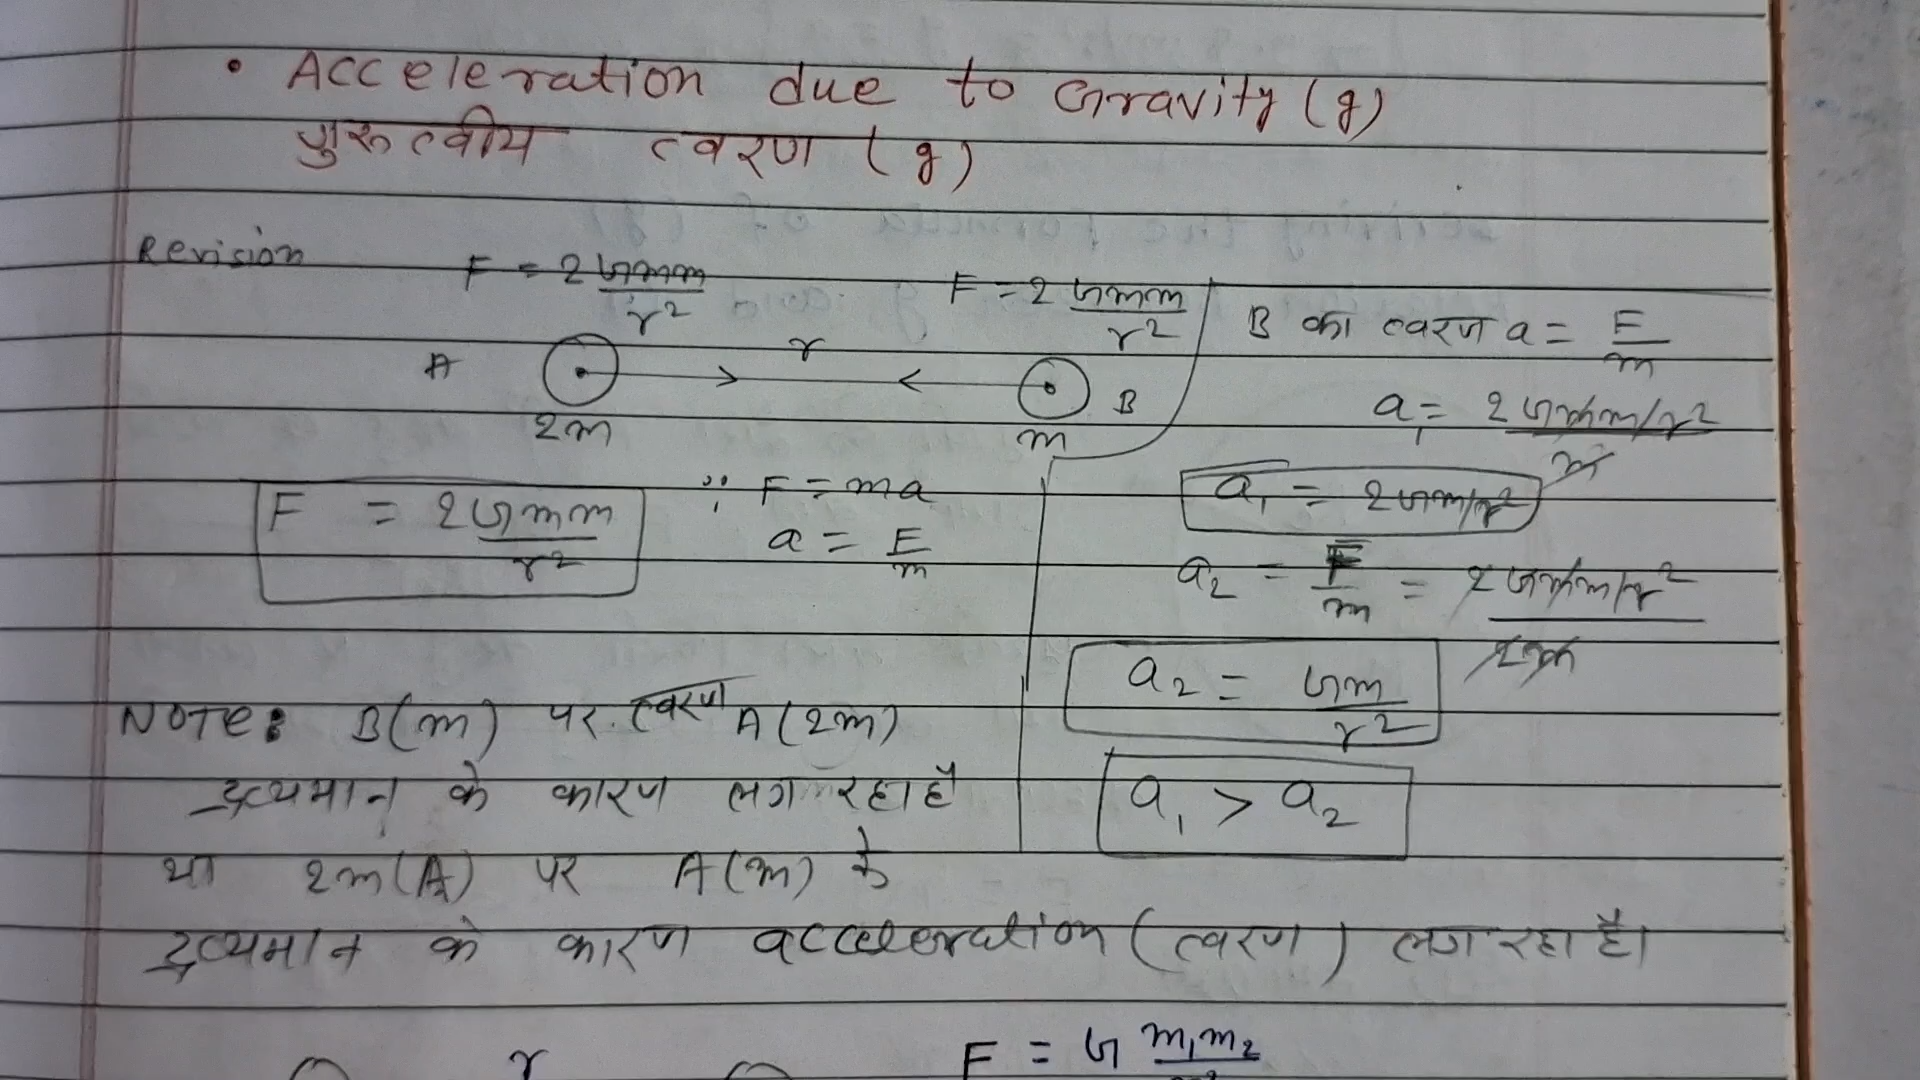 • Acceleration due to Gravity (g)
गुरुत्वीय त्वरण (g)
Revision
F = 2Gmm/r²
F = 2Gmm/r²
A
r
B
2m
m
F = 2Gmm/r²
∵ F = ma
a = F/m
B का त्वरण a = F/m
a₁ = 2Gmm/r² / m
a₁ = 2Gm/r²
a₂ = F/m = 2Gmm/r² / 2m
a₂ = Gm/r²
a₁ > a₂
NOTE: B(m) पर त्वरण A(2m)
द्रव्यमान के कारण लग रहा है
या 2m(A) पर A(m) के
द्रव्यमान के कारण acceleration (त्वरण) लग रहा है।
r
F = G m₁m₂